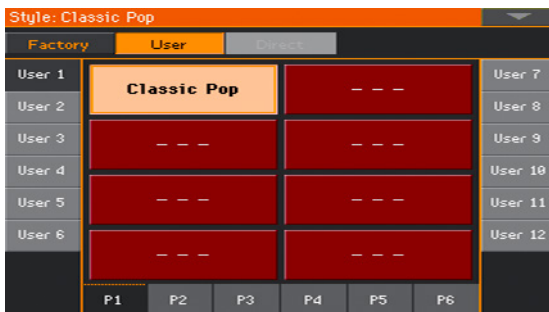 Style: Classic Pop
Factory User Direct
User 1 Classic Pop - - - User 7
User 2 User 8
User 3 - - - - - - User 9
User 4 User 10
User 5 - - - - - - User 11
User 6 User 12
- - - - - -
P1 P2 P3 P4 P5 P6